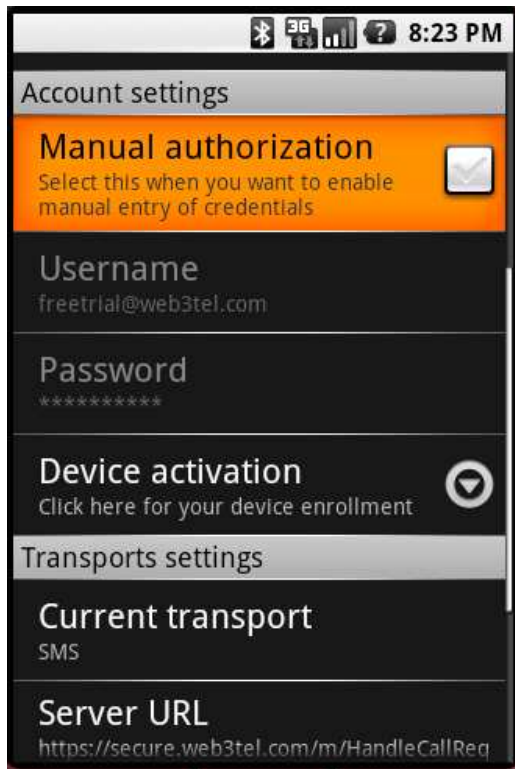 3G 8:23 PM
Account settings
Manual authorization
Select this when you want to enable
manual entry of credentials
Username
freetrial@web3tel.com
Password
**********
Device activation
Click here for your device enrollment
Transports settings
Current transport
SMS
Server URL
https://secure.web3tel.com/m/HandleCallReq